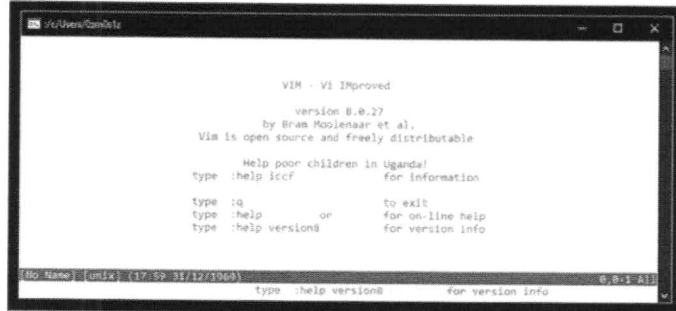 VIM - Vi IMproved
version 8.0.27
by Bram Moolenaar et al.
Vim is open source and freely distributable
Help poor children in Uganda!
type :help iccf for information
type :q to exit
type :help or for on-line help
type :help version8 for version info
[No Name] [unix] (17:59 31/12/1969) 0,0-1 All
type :help version8 for version info